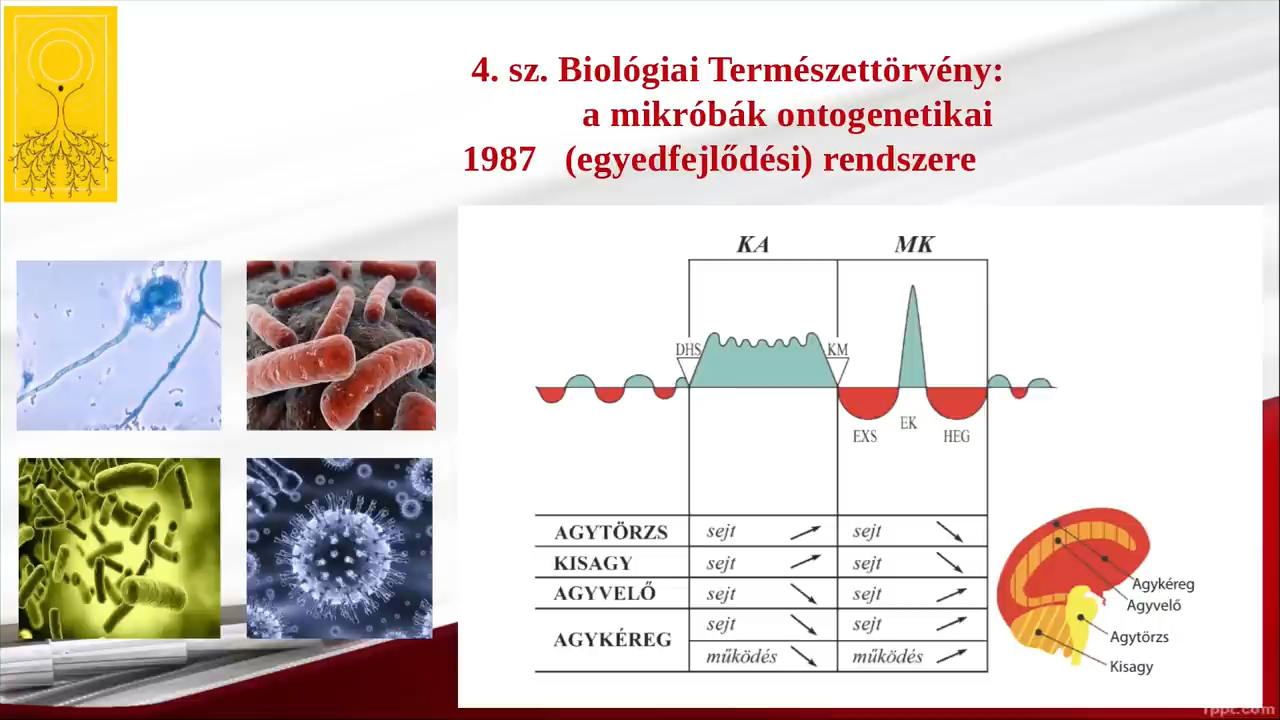 4. sz. Biológiai Természettörvény:
a mikróbák ontogenetikai
1987 (egyedfejlődési) rendszere
KA MK
DHS KM
EXS EK HEG
AGYTÖRZS sejt sejt
KISAGY sejt sejt
AGYVELŐ sejt sejt
AGYKÉREG sejt sejt
működés működés
Agykéreg
Agyvelő
Agytörzs
Kisagy